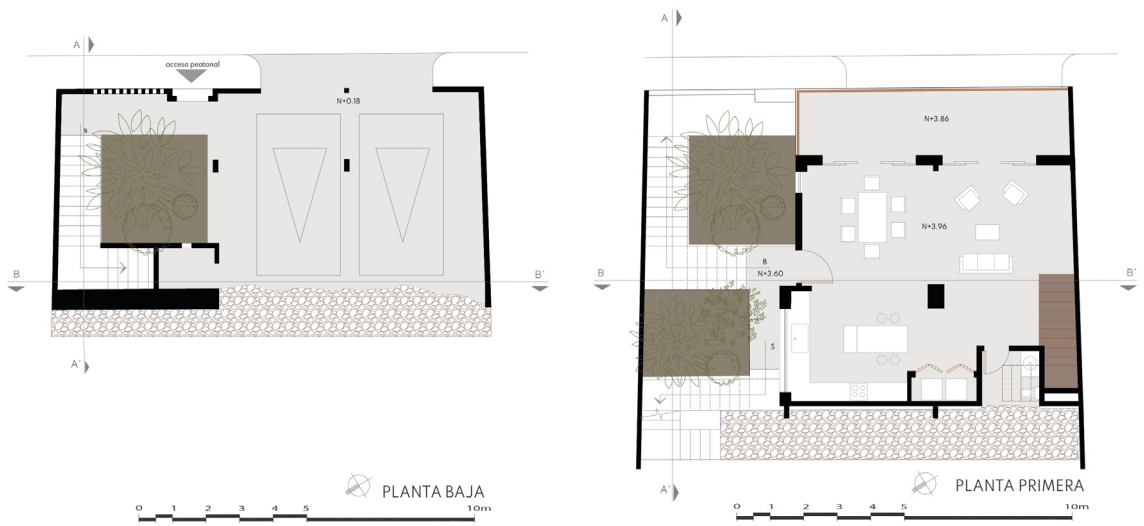 A
acceso peatonal
N+0.18
s
B
B´
A´
PLANTA BAJA
0 1 2 3 4 5 10m
A
N+3.86
N+3.96
B
N+3.60
B
B´
S
A´
PLANTA PRIMERA
0 1 2 3 4 5 10m